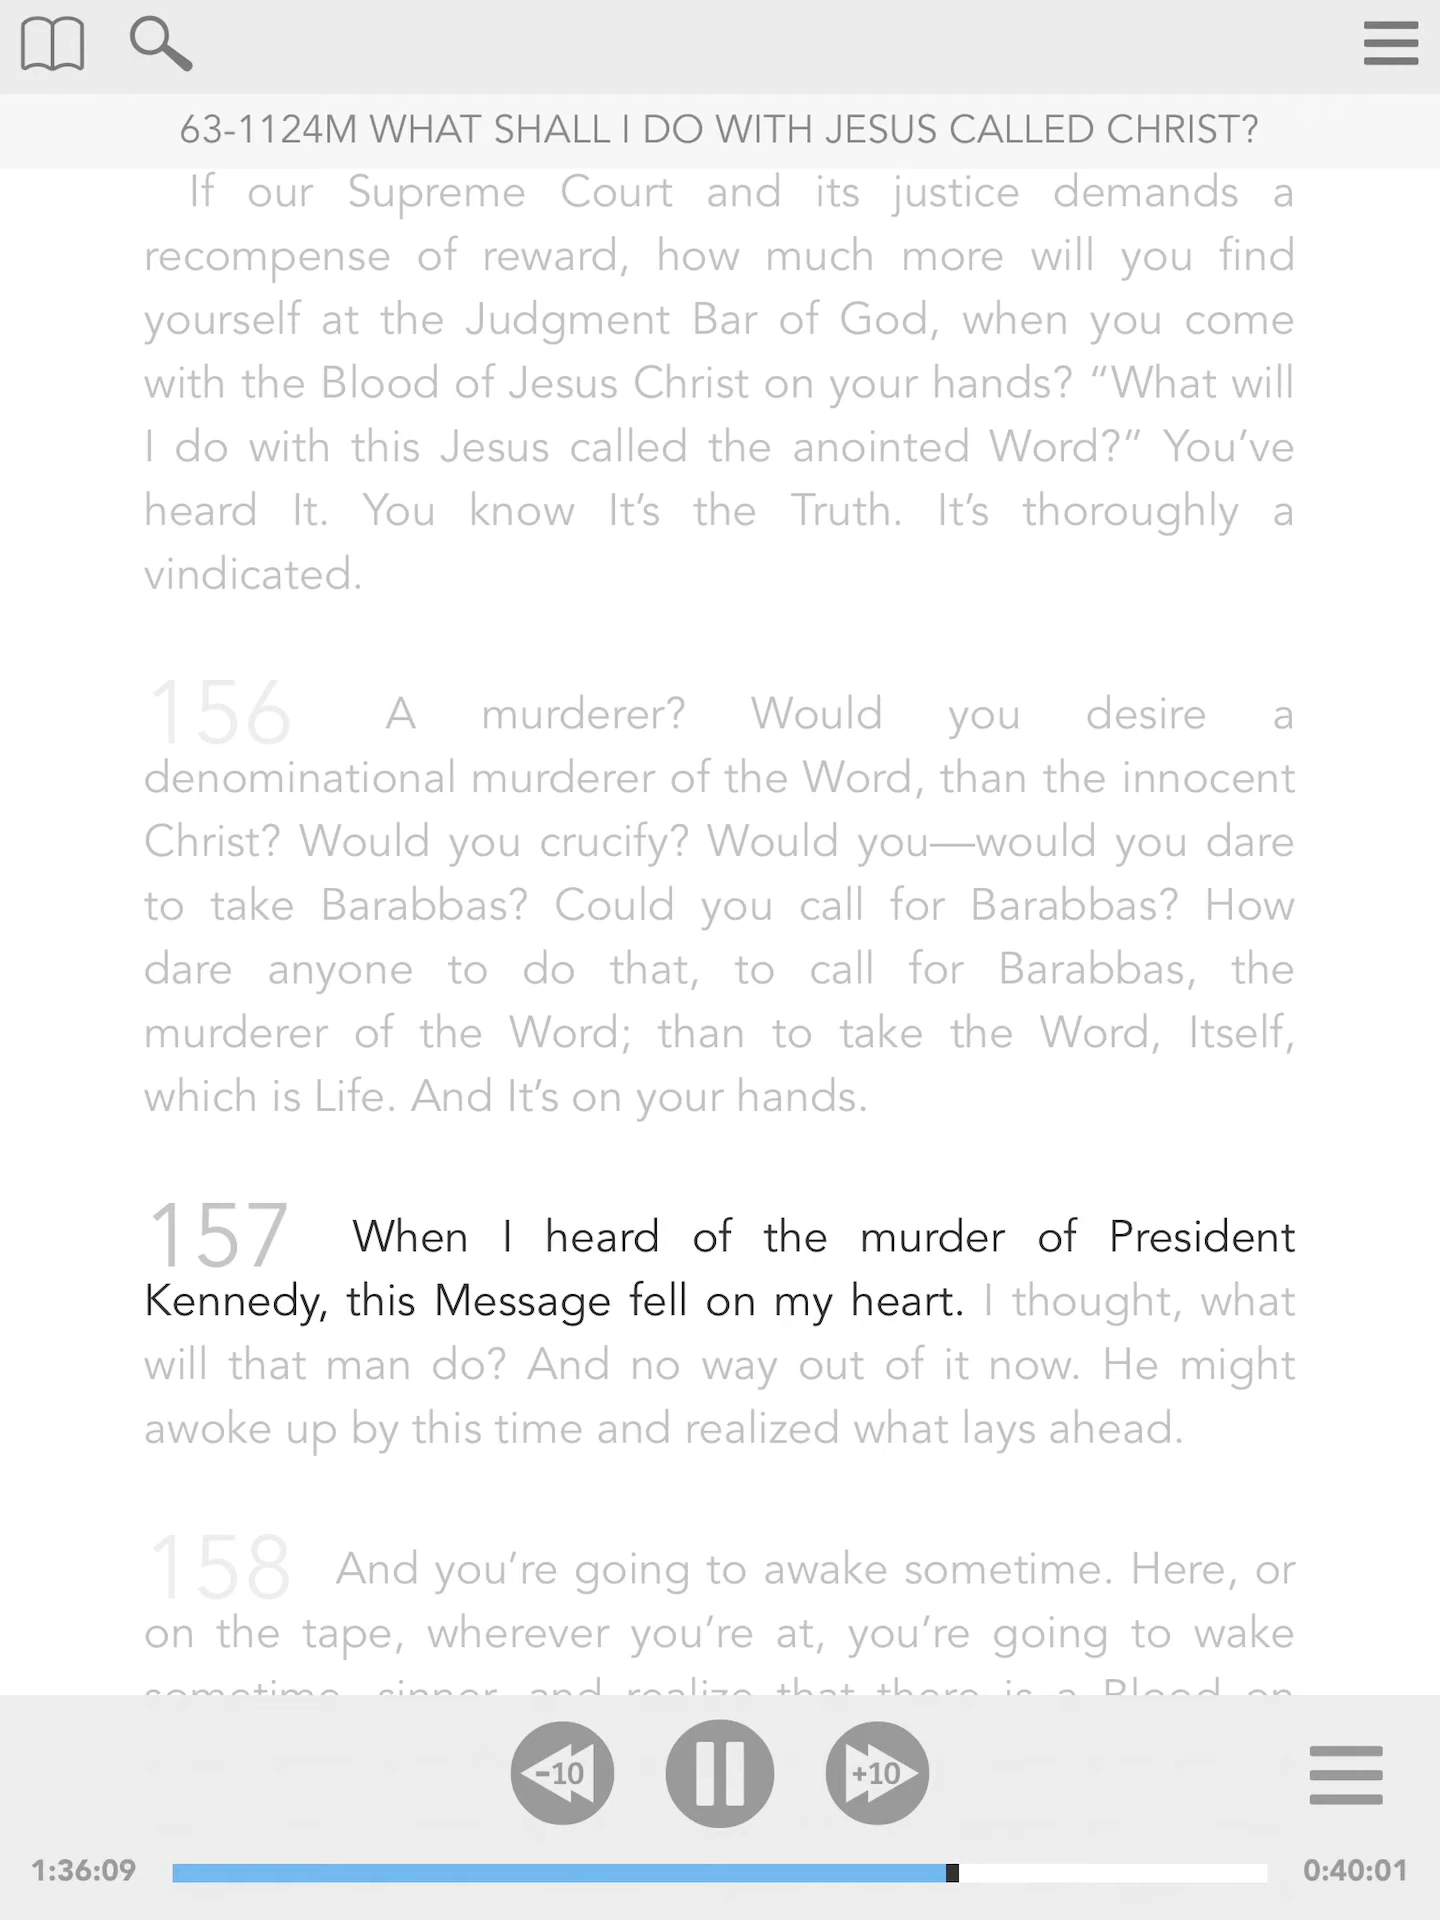 63-1124M WHAT SHALL I DO WITH JESUS CALLED CHRIST?
If our Supreme Court and its justice demands a
recompense of reward, how much more will you find
yourself at the Judgment Bar of God, when you come
with the Blood of Jesus Christ on your hands? “What will
I do with this Jesus called the anointed Word?” You’ve
heard It. You know It’s the Truth. It’s thoroughly a
vindicated.
156 A murderer? Would you desire a
denominational murderer of the Word, than the innocent
Christ? Would you crucify? Would you—would you dare
to take Barabbas? Could you call for Barabbas? How
dare anyone to do that, to call for Barabbas, the
murderer of the Word; than to take the Word, Itself,
which is Life. And It’s on your hands.
157 When I heard of the murder of President
Kennedy, this Message fell on my heart. I thought, what
will that man do? And no way out of it now. He might
awoke up by this time and realized what lays ahead.
158 And you’re going to awake sometime. Here, or
on the tape, wherever you’re at, you’re going to wake
sometime, sinner, and realize that there is a Blood on
-10 +10
1:36:09 0:40:01